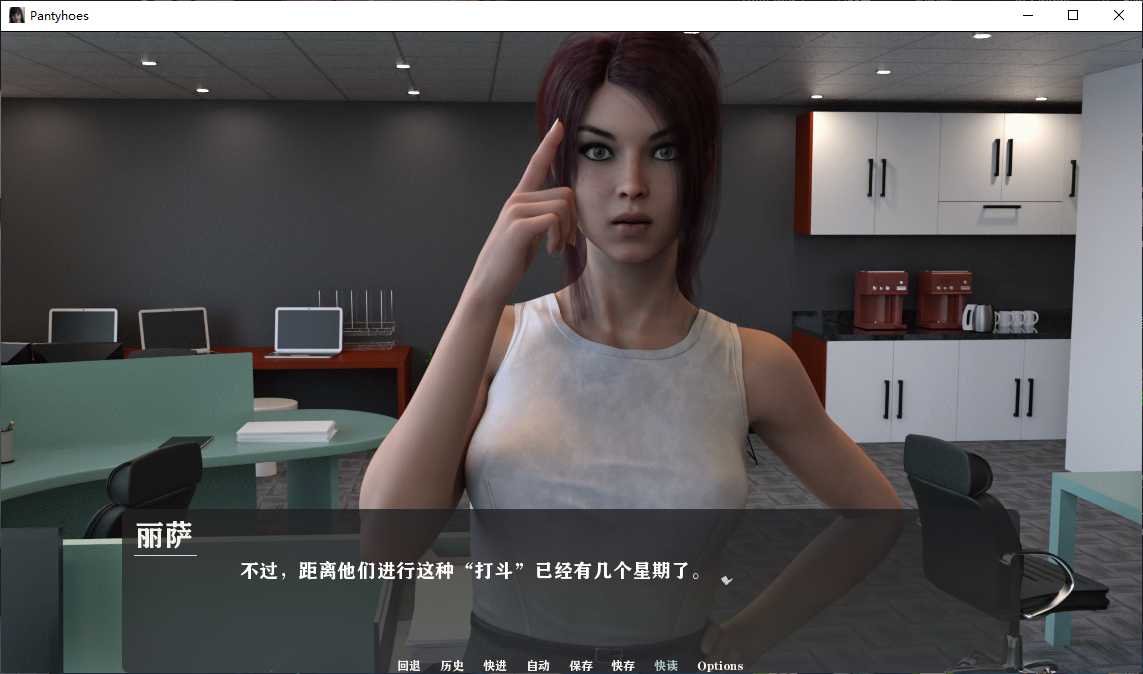 Pantyhoes
丽萨
不过，距离他们进行这种“打斗”已经有几个星期了。
回退 历史 快进 自动 保存 快存 快读 Options